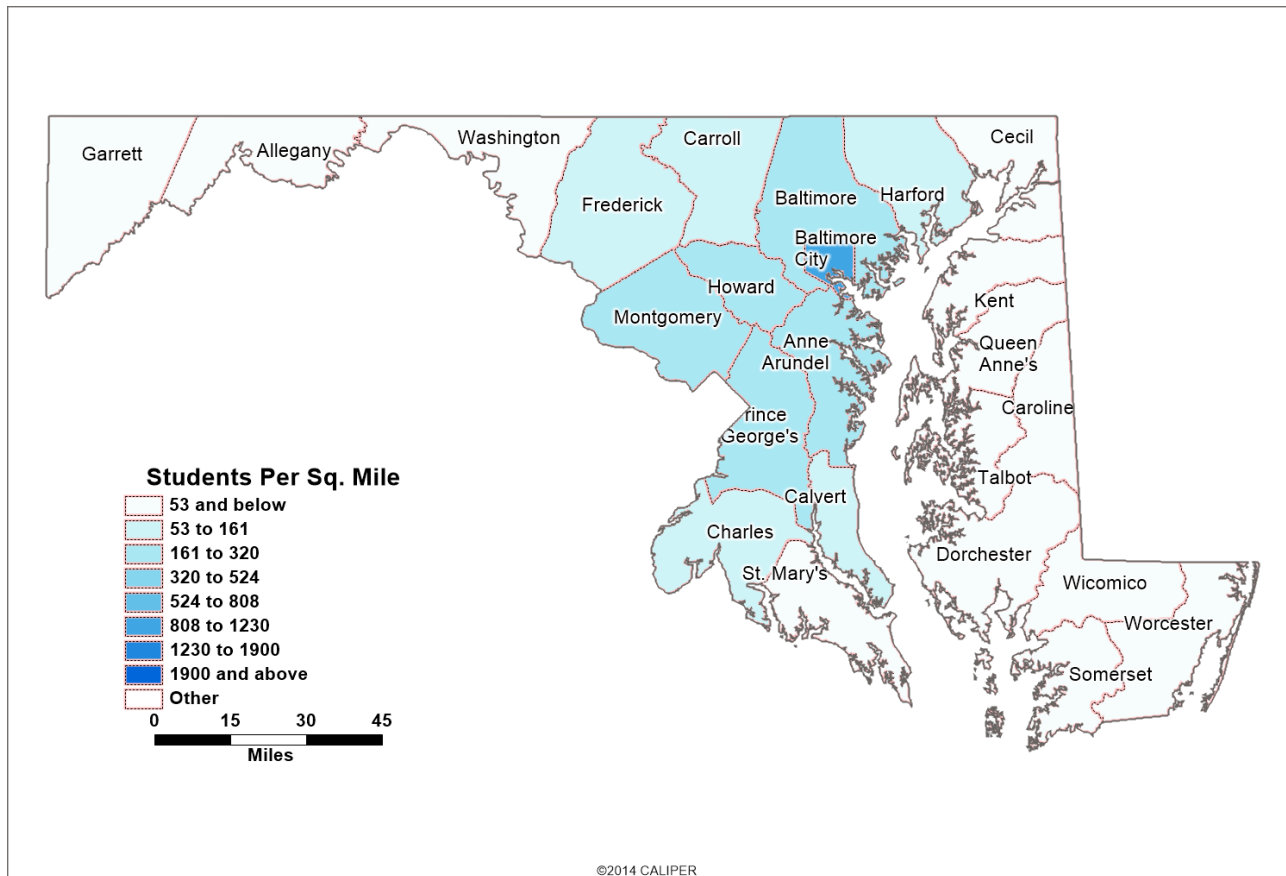 Garrett
Allegany
Washington
Frederick
Carroll
Baltimore
Harford
Cecil
Baltimore
City
Howard
Montgomery
Anne
Arundel
Kent
Queen
Anne's
Caroline
rince
George's
Talbot
Calvert
Charles
St. Mary's
Dorchester
Wicomico
Worcester
Somerset
Students Per Sq. Mile
53 and below
53 to 161
161 to 320
320 to 524
524 to 808
808 to 1230
1230 to 1900
1900 and above
Other
0 15 30 45
Miles
©2014 CALIPER